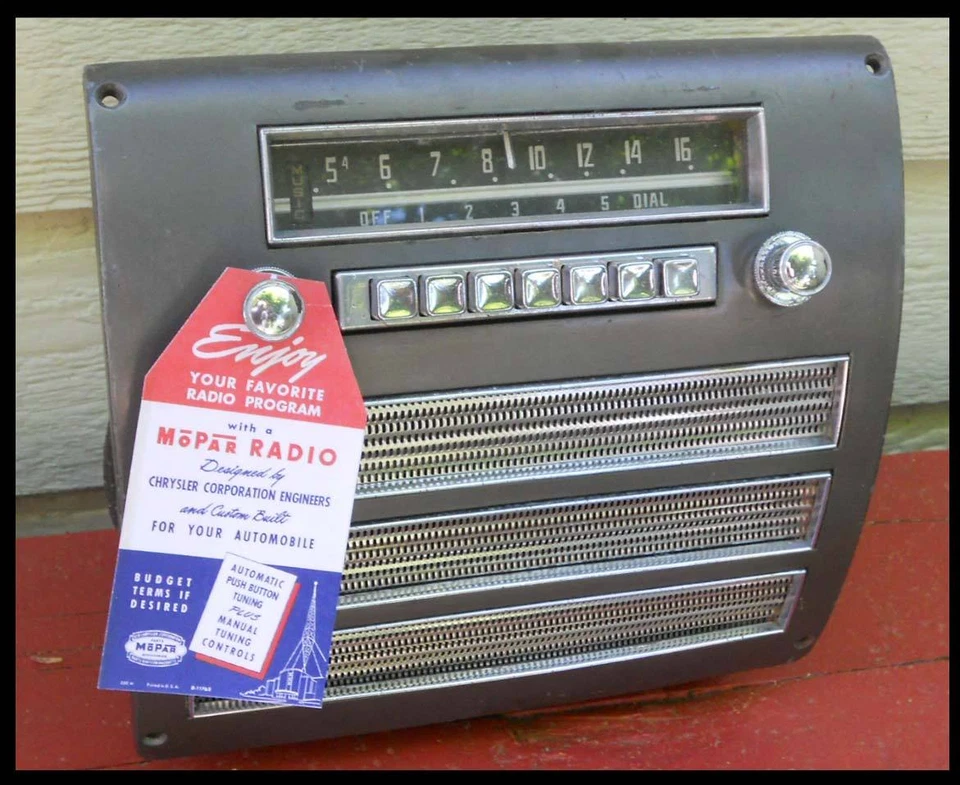 5⁴ 6 7 8 10 12 14 16
MUSIC
OFF 1 2 3 4 5 DIAL
Enjoy
YOUR FAVORITE
RADIO PROGRAM
with a
MOPAR RADIO
Designed by
CHRYSLER CORPORATION ENGINEERS
and Custom Built
FOR YOUR AUTOMOBILE
BUDGET
TERMS IF
DESIRED
AUTOMATIC
PUSH BUTTON
TUNING
PLUS
MANUAL
TUNING
CONTROLS
MOPAR